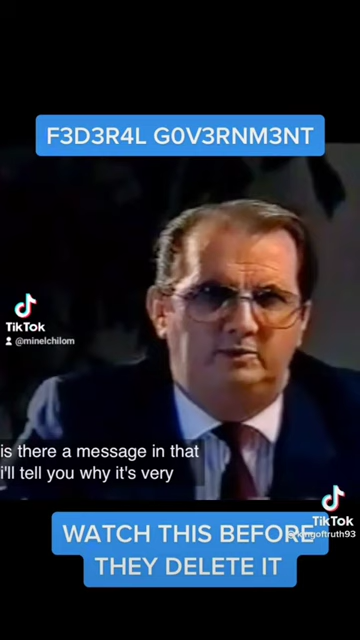 F3D3R4L G0V3RNM3NT
TikTok
@minelchilom
is there a message in that
i'll tell you why it's very
TikTok
WATCH THIS BEFORE
THEY DELETE IT